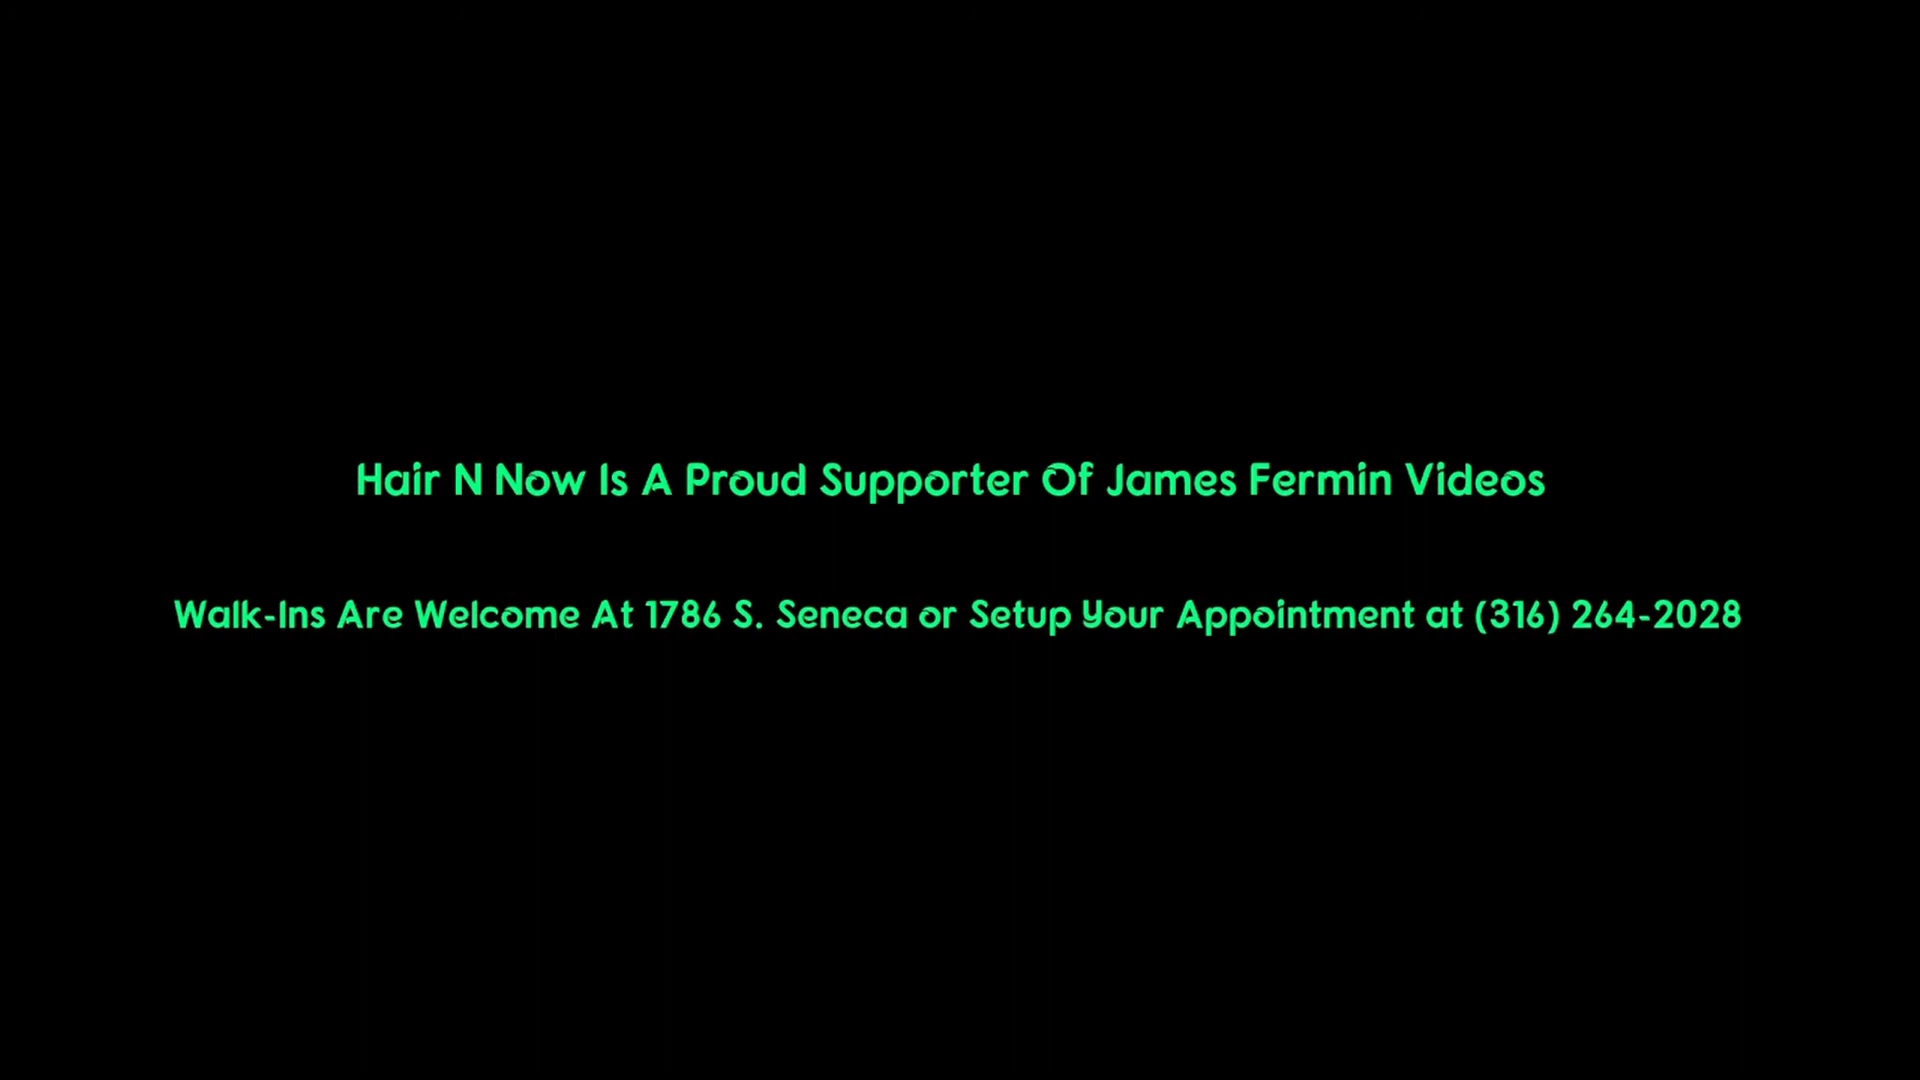 Hair N Now Is A Proud Supporter Of James Fermin Videos
Walk-Ins Are Welcome At 1786 S. Seneca or Setup Your Appointment at (316) 264-2028